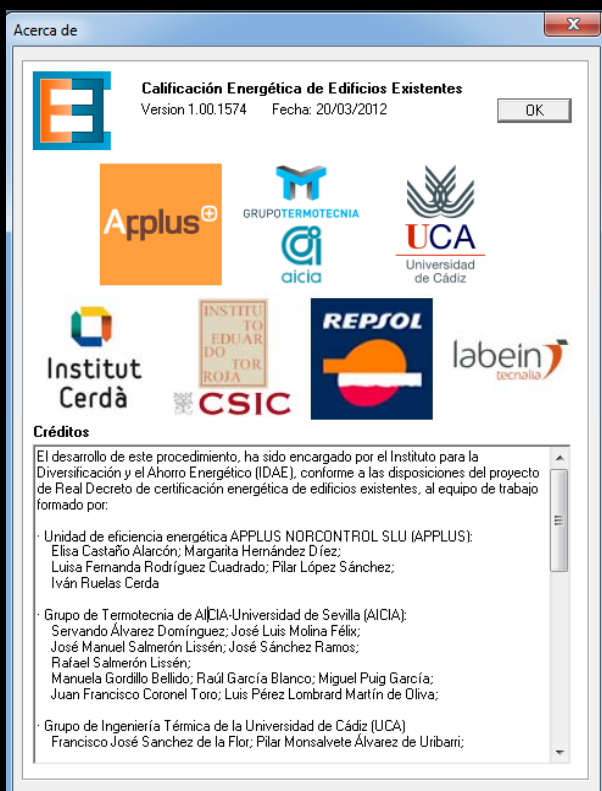 Acerca de
Calificación Energética de Edificios Existentes
Version 1.00.1574 Fecha: 20/03/2012
OK
Applus+
GRUPOTERMOTECNIA
aicia
UCA
Universidad
de Cádiz
Institut
Cerdà
INSTITU
TO
EDUAR
DO TOR
ROJA
CSIC
REPSOL
labein
tecnalia
Créditos
El desarrollo de este procedimiento, ha sido encargado por el Instituto para la
Diversificación y el Ahorro Energético (IDAE), conforme a las disposiciones del proyecto
de Real Decreto de certificación energética de edificios existentes, al equipo de trabajo
formado por:
· Unidad de eficiencia energética APPLUS NORCONTROL SLU (APPLUS):
Elisa Castaño Alarcón; Margarita Hernández Díez;
Luisa Fernanda Rodríguez Cuadrado; Pilar López Sánchez;
Iván Ruelas Cerda
· Grupo de Termotecnia de AICIA-Universidad de Sevilla (AICIA):
Servando Álvarez Domínguez; José Luis Molina Félix;
José Manuel Salmerón Lissén; José Sánchez Ramos;
Rafael Salmerón Lissén;
Manuela Gordillo Bellido; Raúl García Blanco; Miguel Puig García;
Juan Francisco Coronel Toro; Luis Pérez Lombard Martín de Oliva;
· Grupo de Ingeniería Térmica de la Universidad de Cádiz (UCA)
Francisco José Sanchez de la Flor; Pilar Monsalvete Álvarez de Uribarri;